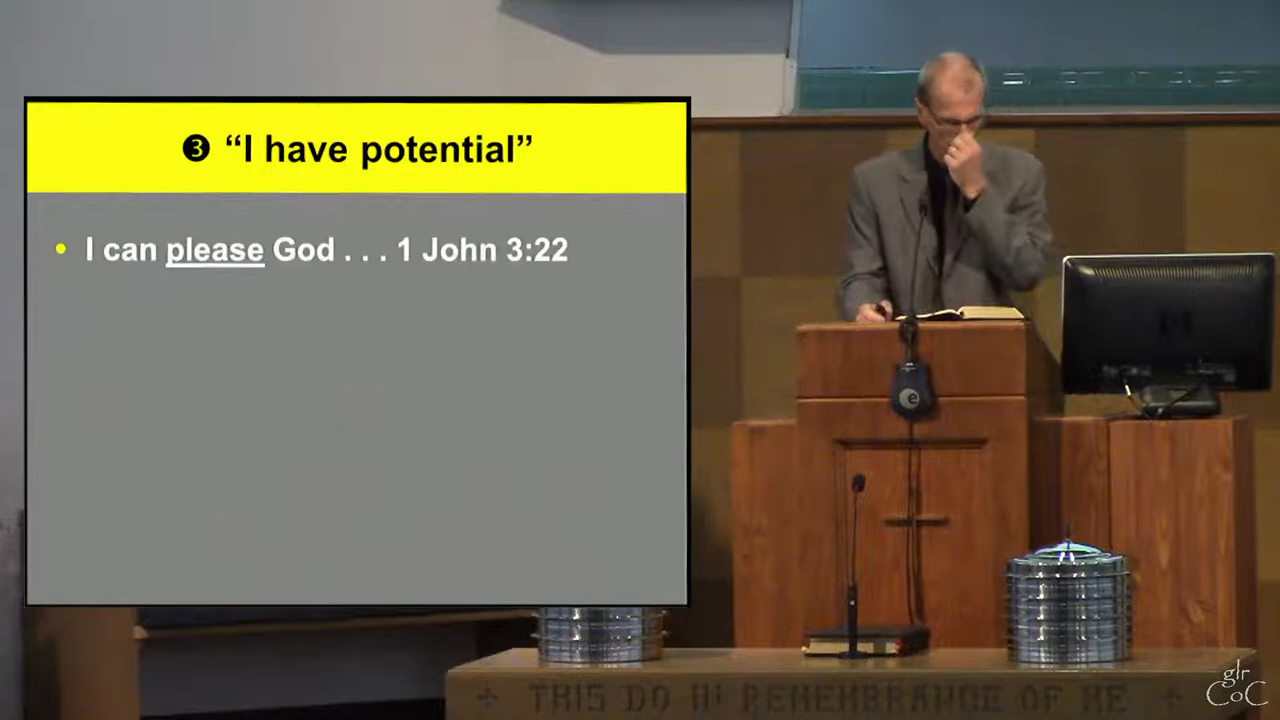 ❸ “I have potential”
• I can please God . . . 1 John 3:22
e
THIS DO IN REMEMBRANCE OF ME
glr
CoC